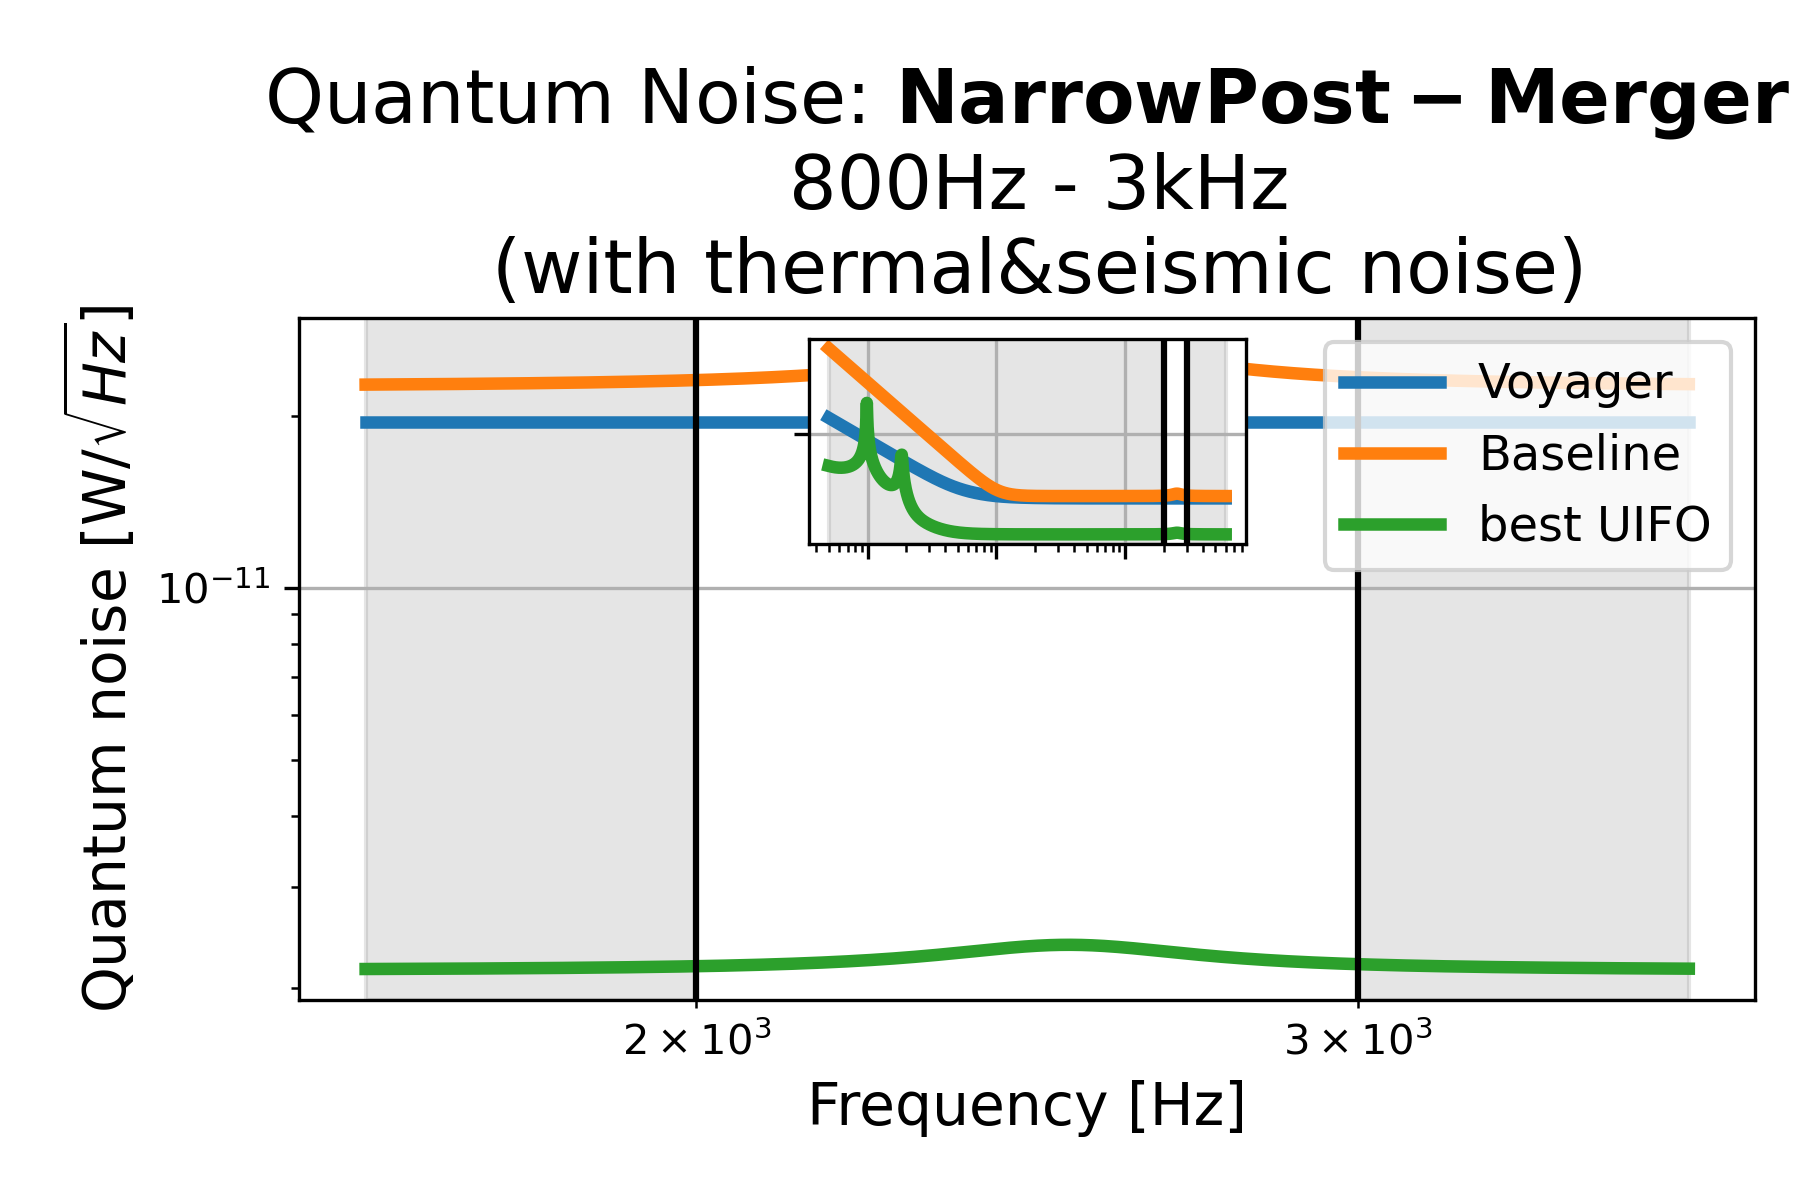 Quantum Noise: NarrowPost − Merger
800Hz - 3kHz
(with thermal&seismic noise)
Quantum noise [W/√Hz]
10⁻¹¹
Voyager
Baseline
best UIFO
2 × 10³
3 × 10³
Frequency [Hz]